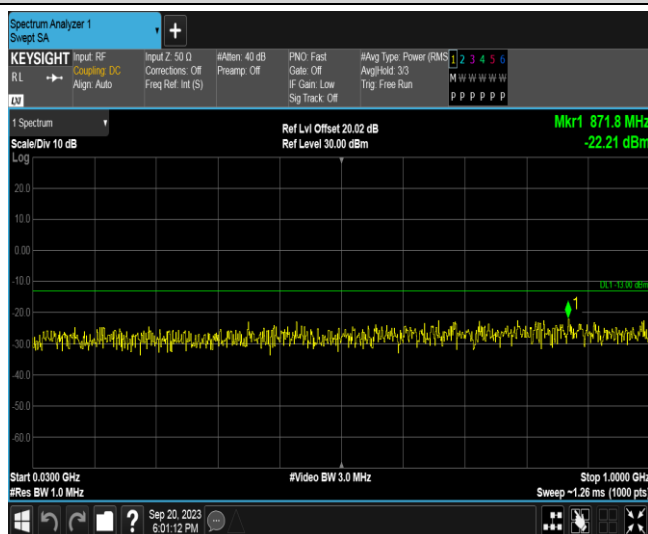 Spectrum Analyzer 1
Swept SA
+
KEYSIGHT
RL
LXI
Input: RF
Coupling: DC
Align: Auto
Input Z: 50 Ω
Corrections: Off
Freq Ref: Int (S)
#Atten: 40 dB
Preamp: Off
PNO: Fast
Gate: Off
IF Gain: Low
Sig Track: Off
#Avg Type: Power (RMS
Avg|Hold: 3/3
Trig: Free Run
1 2 3 4 5 6
M W W W W W
P P P P P P
1 Spectrum
Scale/Div 10 dB
Log
Ref Lvl Offset 20.02 dB
Ref Level 30.00 dBm
Mkr1 871.8 MHz
-22.21 dBm
20.0
10.0
0.00
-10.0
DL1 -13.00 dBm
1
-20.0
-30.0
-40.0
-50.0
-60.0
Start 0.0300 GHz
#Res BW 1.0 MHz
#Video BW 3.0 MHz
Stop 1.0000 GHz
Sweep ~1.26 ms (1000 pts)
?
Sep 20, 2023
6:01:12 PM